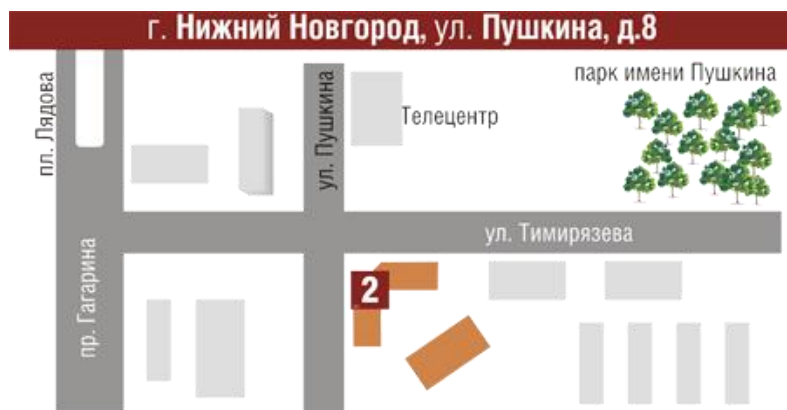 г. Нижний Новгород, ул. Пушкина, д.8
пл. Лядова
ул. Пушкина
Телецентр
парк имени Пушкина
ул. Тимирязева
пр. Гагарина
2